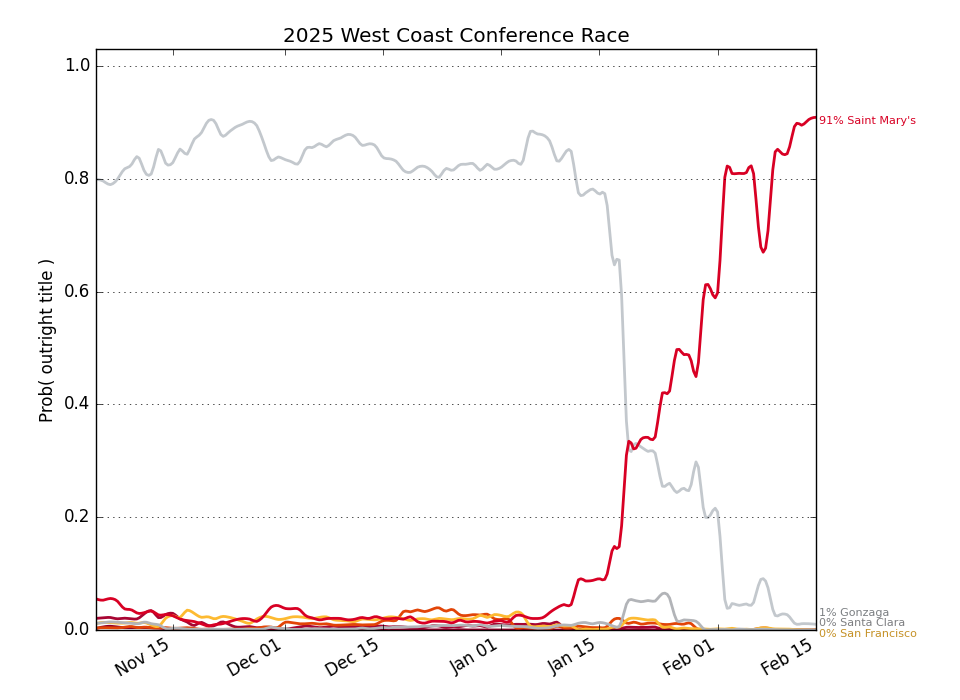 2025 West Coast Conference Race
1.0
0.8
0.6
0.4
0.2
0.0
Prob( outright title )
91% Saint Mary's
1% Gonzaga
0% Santa Clara
0% San Francisco
Nov 15
Dec 01
Dec 15
Jan 01
Jan 15
Feb 01
Feb 15